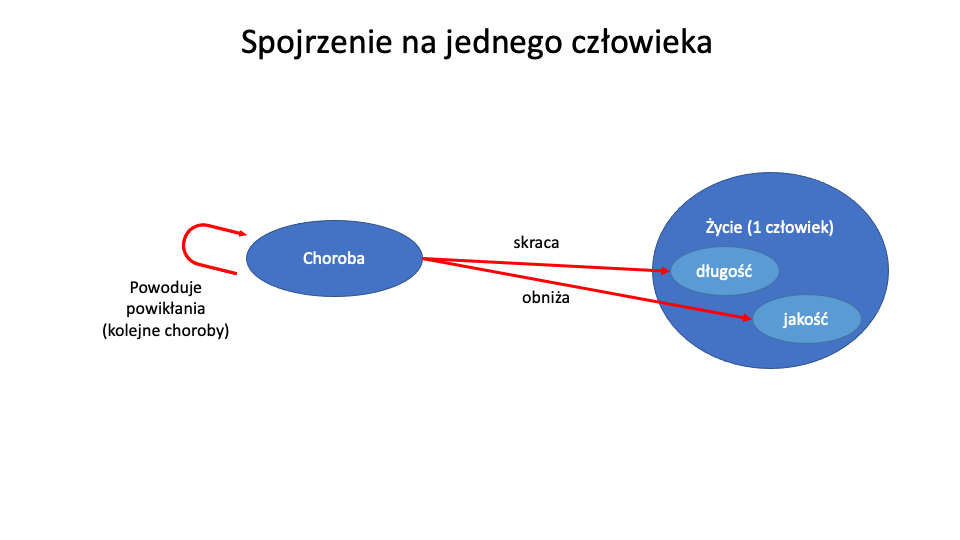 Spojrzenie na jednego człowieka
Życie (1 człowiek)
skraca
Choroba
długość
Powoduje
powikłania
(kolejne choroby)
obniża
jakość